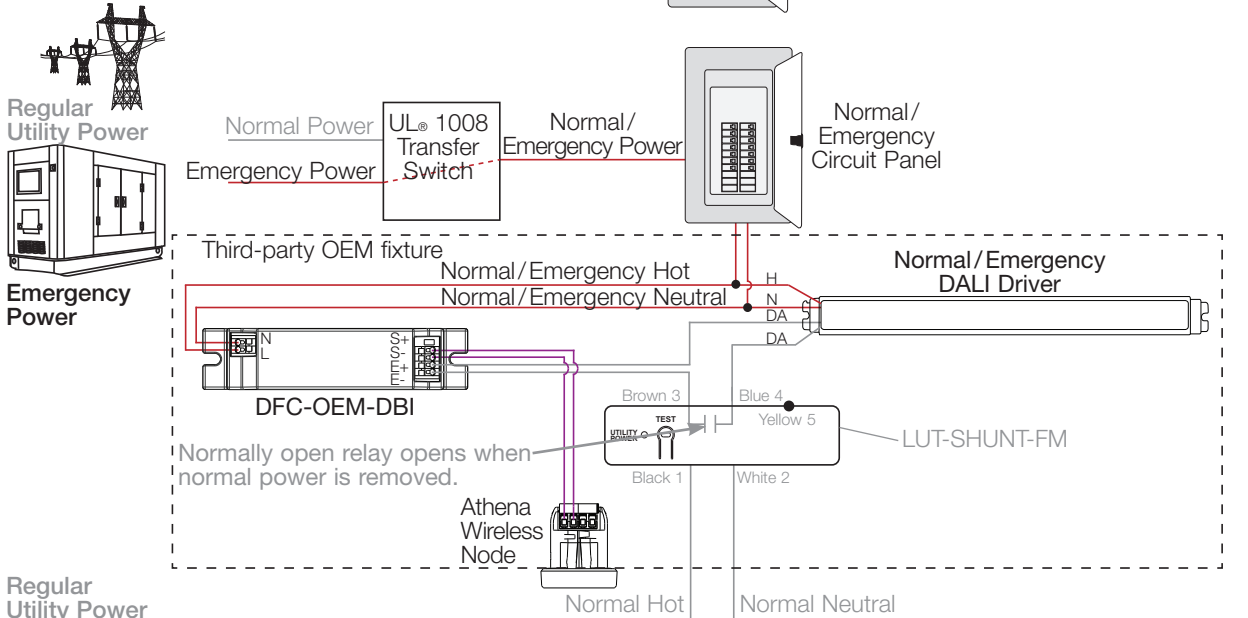 Regular
Utility Power
Normal Power
UL® 1008
Transfer
Switch
Normal/
Emergency Power
Emergency Power
Normal/
Emergency
Circuit Panel
Emergency
Power
Third-party OEM fixture
Normal/Emergency Hot
H
Normal/Emergency Neutral
N
DA
DA
Normal/Emergency
DALI Driver
N
L
S+
S-
E+
E-
DFC-OEM-DBI
Brown 3
Blue 4
Yellow 5
TEST
UTILITY
POWER
LUT-SHUNT-FM
Normally open relay opens when
normal power is removed.
Black 1
White 2
Athena
Wireless
Node
Regular
Utility Power
Normal Hot
Normal Neutral